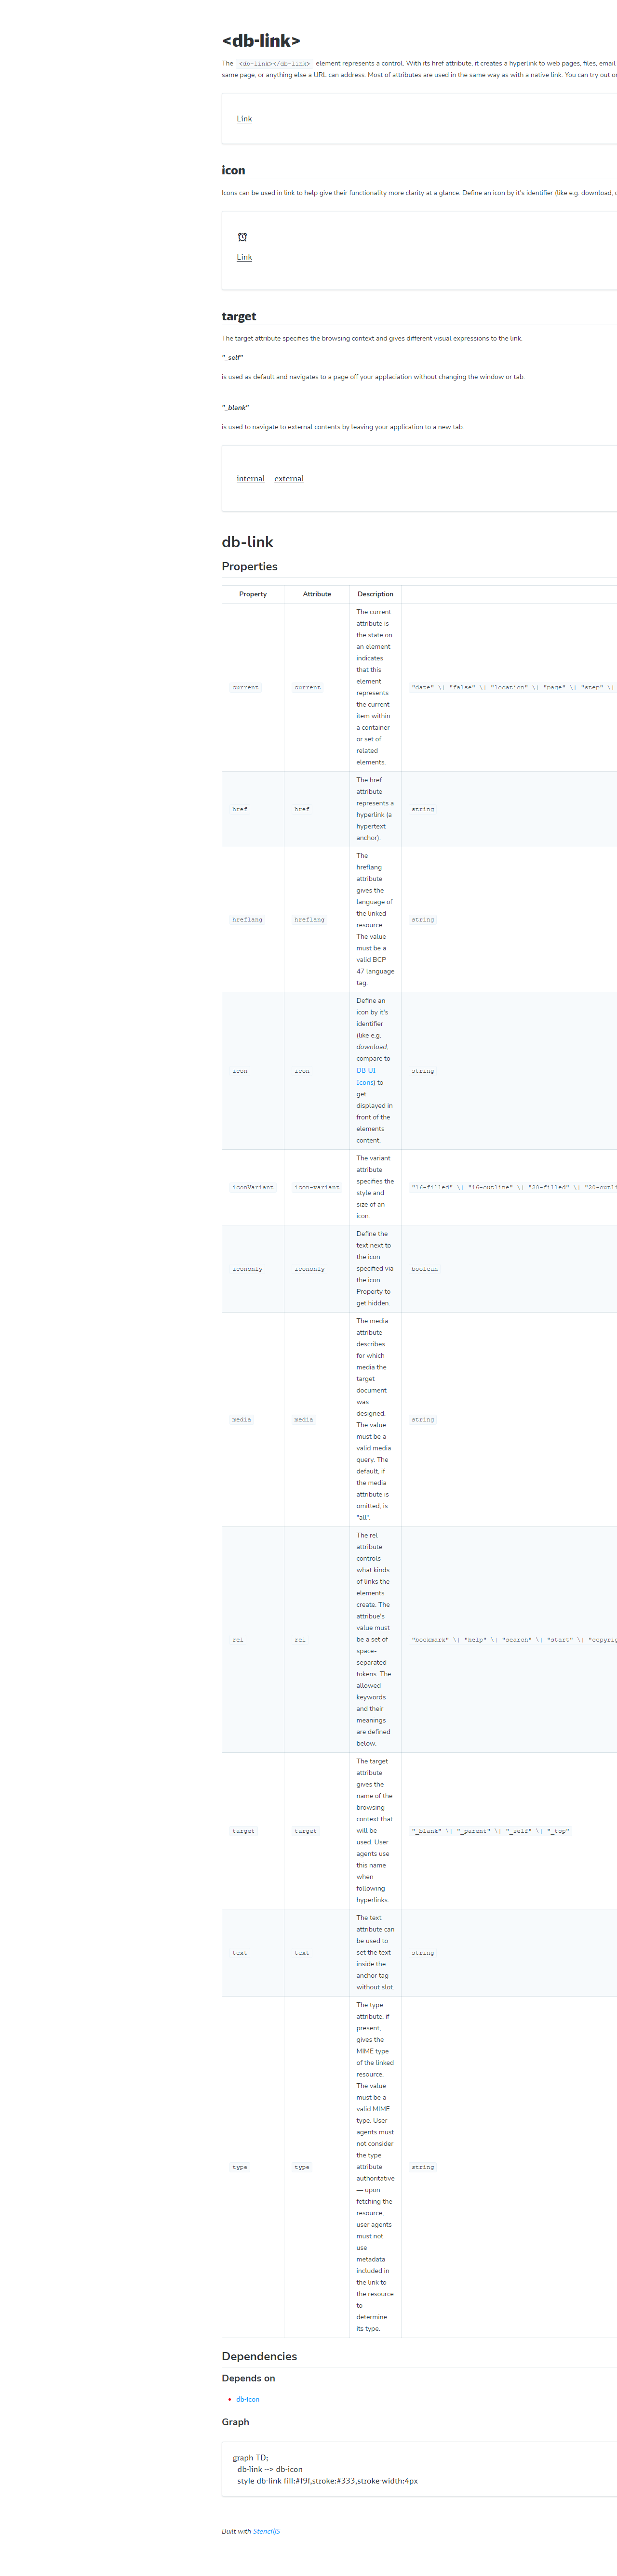 <db-link>
The <db-link></db-link> element represents a control. With its href attribute, it creates a hyperlink to web pages, files, email
same page, or anything else a URL can address. Most of attributes are used in the same way as with a native link. You can try out
Link
icon
Icons can be used in link to help give their functionality more clarity at a glance. Define an icon by it's identifier (like e.g. download,
Link
target
The target attribute specifies the browsing context and gives different visual expressions to the link.
"_self"
is used as default and navigates to a page off your applaciation without changing the window or tab.
"_blank"
is used to navigate to external contents by leaving your application to a new tab.
internal external
db-link
Properties
Property Attribute Description
The current
attribute is
the state on
an element
indicates
that this
element
current current represents "date" \| "false" \| "location" \| "page" \| "step" \|
the current
item within
a container
or set of
related
elements.
The href
attribute
represents a
href href hyperlink (a string
hypertext
anchor).
The
hreflang
attribute
gives the
language of
the linked
hreflang hreflang resource. string
The value
must be a
valid BCP
47 language
tag.
Define an
icon by it's
identifier
(like e.g.
download,
compare to
icon icon DB UI string
Icons) to
get
displayed in
front of the
elements
content.
The variant
attribute
specifies the
iconVariant icon-variant style and "16-filled" \| "16-outline" \| "20-filled" \| "20-outli
size of an
icon.
Define the
text next to
the icon
icononly icononly specified via boolean
the icon
Property to
get hidden.
The media
attribute
describes
for which
media the
target
document
was
designed.
media media The value string
must be a
valid media
query. The
default, if
the media
attribute is
omitted, is
"all".
The rel
attribute
controls
what kinds
of links the
elements
create. The
attribue's
value must
rel rel be a set of "bookmark" \| "help" \| "search" \| "start" \| "copyrig
space-
separated
tokens. The
allowed
keywords
and their
meanings
are defined
below.
The target
attribute
gives the
name of the
browsing
context that
target target will be "_blank" \| "_parent" \| "_self" \| "_top"
used. User
agents use
this name
when
following
hyperlinks.
The text
attribute can
be used to
text text set the text string
inside the
anchor tag
without slot.
The type
attribute, if
present,
gives the
MIME type
of the linked
resource.
The value
must be a
valid MIME
type. User
agents must
not consider
the type
type type attribute string
authoritative
— upon
fetching the
resource,
user agents
must not
use
metadata
included in
the link to
the resource
to
determine
its type.
Dependencies
Depends on
db-icon
Graph
graph TD;
db-link --> db-icon
style db-link fill:#f9f,stroke:#333,stroke-width:4px
Built with StencilJS